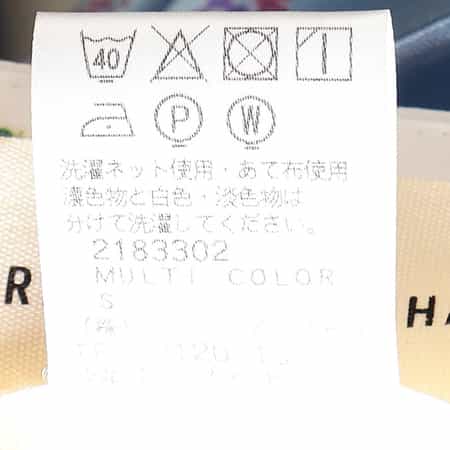 40
P W
洗濯ネット使用・あて布使用
濃色物と白色・淡色物は
分けて洗濯してください。
2183302
MULTI COLOR
S
R
HA